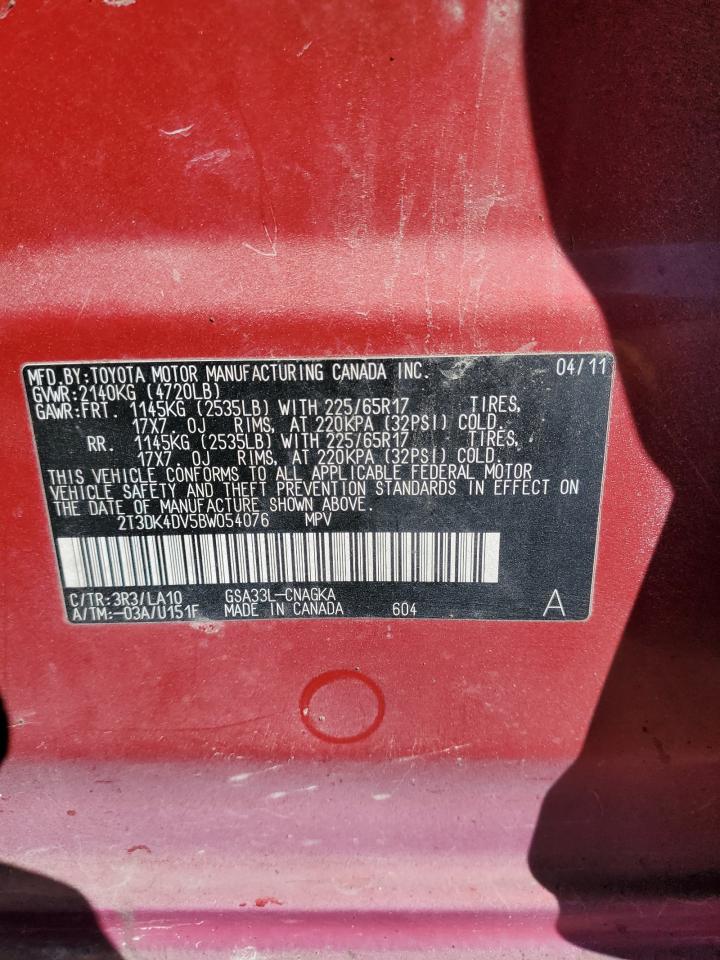 MFD.BY:TOYOTA MOTOR MANUFACTURING CANADA INC. 04/11
GVWR:2140KG (4720LB)
GAWR:FRT. 1145KG (2535LB) WITH 225/65R17 TIRES,
17X7.0J RIMS, AT 220KPA (32PSI) COLD.
RR. 1145KG (2535LB) WITH 225/65R17 TIRES,
17X7.0J RIMS, AT 220KPA (32PSI) COLD.
THIS VEHICLE CONFORMS TO ALL APPLICABLE FEDERAL MOTOR
VEHICLE SAFETY AND THEFT PREVENTION STANDARDS IN EFFECT ON
THE DATE OF MANUFACTURE SHOWN ABOVE.
2T3DK4DV5BW054076 MPV
C/TR:3R3/LA10 GSA33L-CNAGKA
A/TM:-03A/U151F MADE IN CANADA 604 A